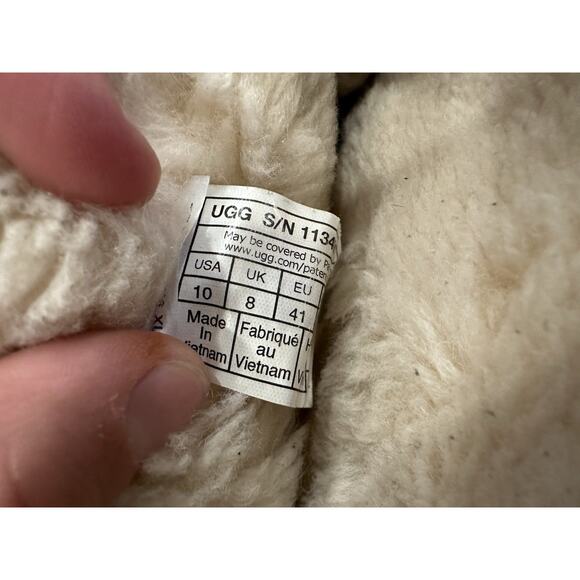 UGG S/N 1134
May be covered by
www.ugg.com/paten
USA UK EU
10 8 41
Made Fabriqué
In au
Vietnam Vietnam